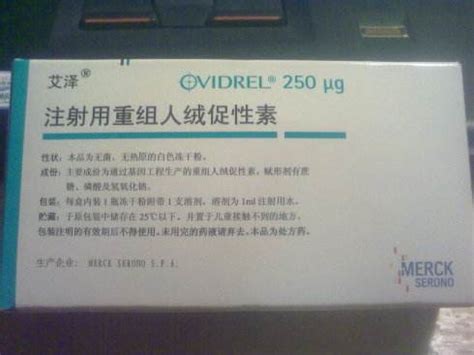 艾泽® OVIDREL® 250 µg
注射用重组人绒促性素
性状：本品为无菌、无热原的白色冻干粉。
成份：主要成份为通过基因工程生产的重组人绒促性素，赋形剂有蔗
糖、磷酸及氢氧化钠。
包装：每盒内装1瓶冻干粉附带1支溶剂。溶剂为1ml注射用水。
贮藏：于原包装中储存在25℃以下，并置于儿童接触不到的地方。
包装注明的有效期后不得使用。未用完的药液请弃去。本品为处方药。
生产企业：MERCK SERONO S.P.A.
MERCK
SERONO